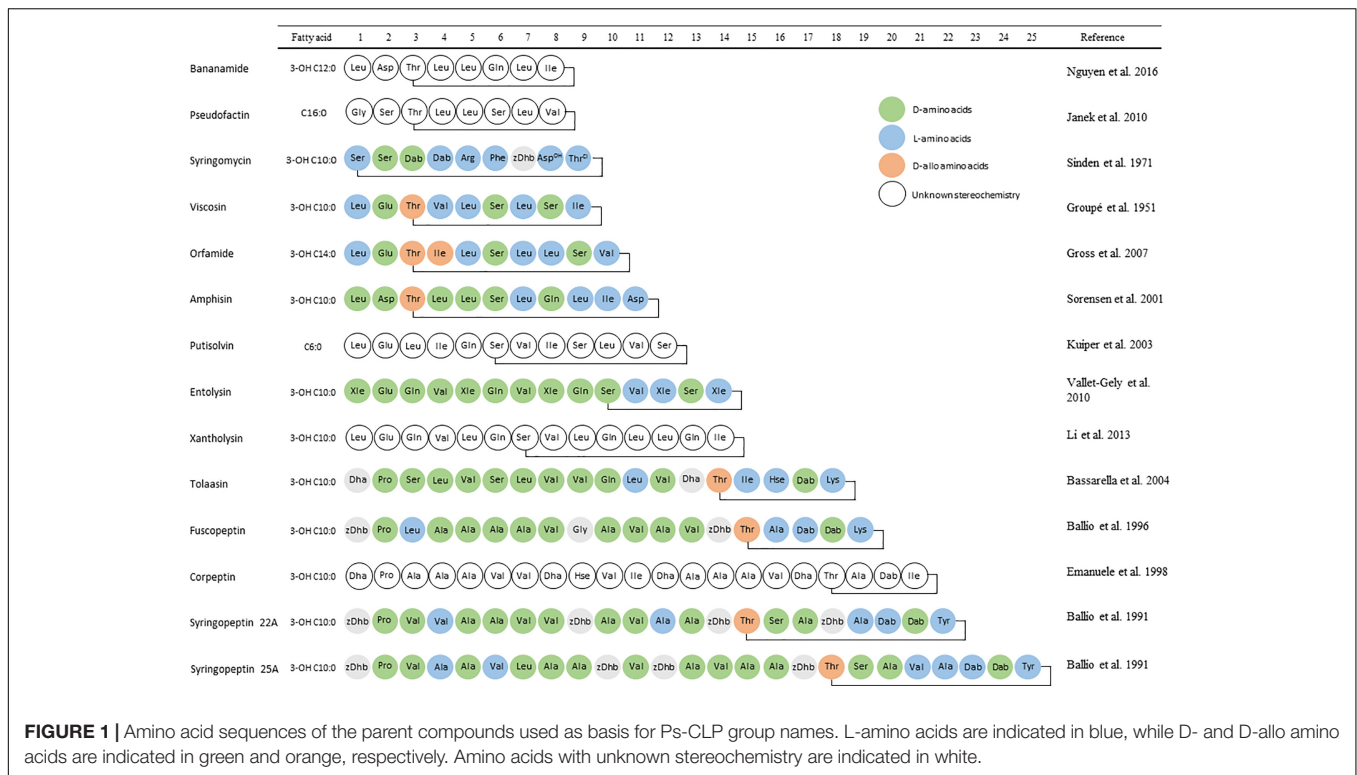 Fatty acid 1 2 3 4 5 6 7 8 9 10 11 12 13 14 15 16 17 18 19 20 21 22 23 24 25 Reference
Bananamide 3-OH C12:0 Leu Asp Thr Leu Leu Gln Leu Ile Nguyen et al. 2016
Pseudofactin C16:0 Gly Ser Thr Leu Leu Ser Leu Val Janek et al. 2010
D-amino acids
L-amino acids
D-allo amino acids
Unknown stereochemistry
Syringomycin 3-OH C10:0 Ser Ser Dab Dab Arg Phe zDhb Asp^OH Thr^Cl Sinden et al. 1971
Viscosin 3-OH C10:0 Leu Glu Thr Val Leu Ser Leu Ser Ile Groupé et al. 1951
Orfamide 3-OH C14:0 Leu Glu Thr Ile Leu Ser Leu Leu Ser Val Gross et al. 2007
Amphisin 3-OH C10:0 Leu Asp Thr Leu Leu Ser Leu Gln Leu Ile Asp Sorensen et al. 2001
Putisolvin C6:0 Leu Glu Leu Ile Gln Ser Val Ile Ser Leu Val Ser Kuiper et al. 2003
Entolysin 3-OH C10:0 Xle Glu Gln Val Xle Gln Val Xle Gln Ser Val Xle Ser Xle Vallet-Gely et al.
2010
Xantholysin 3-OH C10:0 Leu Glu Gln Val Leu Gln Ser Val Leu Gln Leu Leu Gln Ile Li et al. 2013
Tolaasin 3-OH C10:0 Dha Pro Ser Leu Val Ser Leu Val Val Gln Leu Val Dha Thr Ile Hse Dab Lys Bassarella et al. 2004
Fuscopeptin 3-OH C10:0 zDhb Pro Leu Ala Ala Ala Ala Val Gly Ala Val Ala Val zDhb Thr Ala Dab Dab Lys Ballio et al. 1996
Corpeptin 3-OH C10:0 Dha Pro Ala Ala Ala Val Val Dha Hse Val Ile Dha Ala Ala Ala Val Dha Thr Ala Dab Ile Emanuele et al. 1998
Syringopeptin 22A 3-OH C10:0 zDhb Pro Val Val Ala Ala Val Val zDhb Ala Val Ala Ala zDhb Thr Ser Ala zDhb Ala Dab Dab Tyr Ballio et al. 1991
Syringopeptin 25A 3-OH C10:0 zDhb Pro Val Ala Ala Val Leu Ala Ala zDhb Val zDhb Ala Val Ala Ala zDhb Thr Ser Ala Val Ala Dab Dab Tyr Ballio et al. 1991
FIGURE 1 | Amino acid sequences of the parent compounds used as basis for Ps-CLP group names. L-amino acids are indicated in blue, while D- and D-allo amino
acids are indicated in green and orange, respectively. Amino acids with unknown stereochemistry are indicated in white.